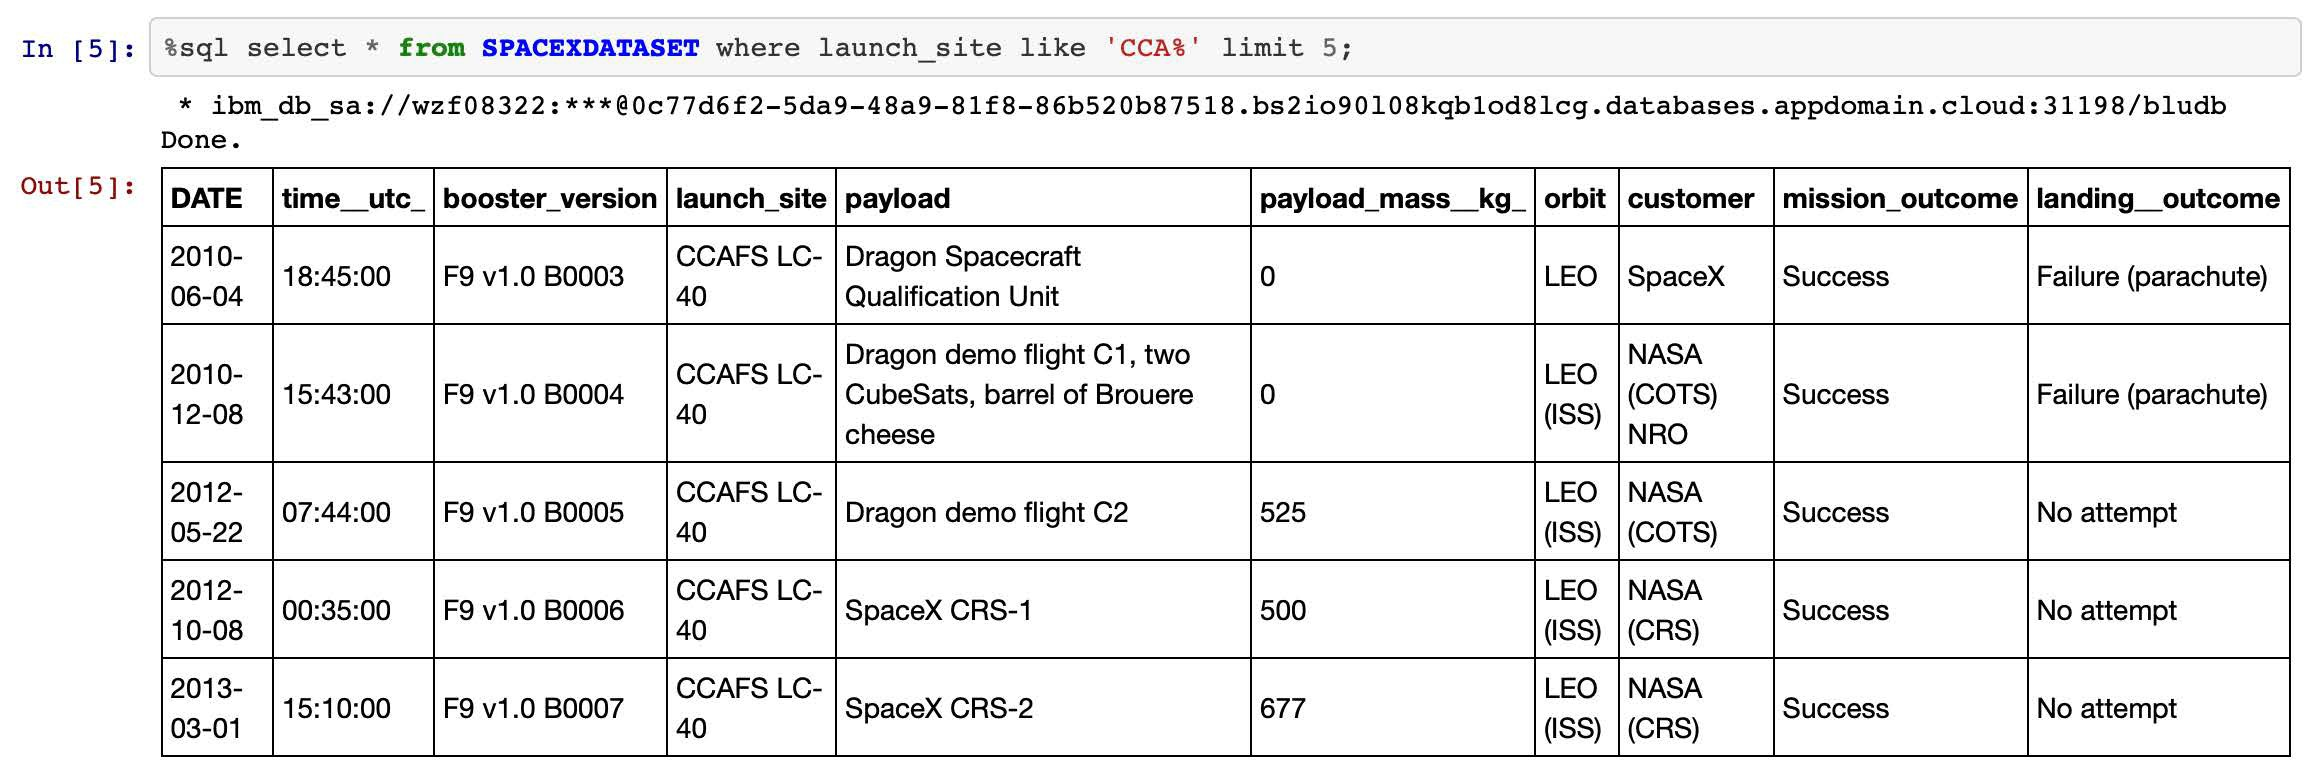 In [5]: %sql select * from SPACEXDATASET where launch_site like 'CCA%' limit 5;
* ibm_db_sa://wzf08322:***@0c77d6f2-5da9-48a9-81f8-86b520b87518.bs2io90l08kqb1od8lcg.databases.appdomain.cloud:31198/bludb
Done.
Out[5]:
DATE time__utc_ booster_version launch_site payload payload_mass__kg_ orbit customer mission_outcome landing__outcome
2010-
06-04 18:45:00 F9 v1.0 B0003 CCAFS LC-
40 Dragon Spacecraft
Qualification Unit 0 LEO SpaceX Success Failure (parachute)
2010-
12-08 15:43:00 F9 v1.0 B0004 CCAFS LC-
40 Dragon demo flight C1, two
CubeSats, barrel of Brouere
cheese 0 LEO
(ISS) NASA
(COTS)
NRO Success Failure (parachute)
2012-
05-22 07:44:00 F9 v1.0 B0005 CCAFS LC-
40 Dragon demo flight C2 525 LEO
(ISS) NASA
(COTS) Success No attempt
2012-
10-08 00:35:00 F9 v1.0 B0006 CCAFS LC-
40 SpaceX CRS-1 500 LEO
(ISS) NASA
(CRS) Success No attempt
2013-
03-01 15:10:00 F9 v1.0 B0007 CCAFS LC-
40 SpaceX CRS-2 677 LEO
(ISS) NASA
(CRS) Success No attempt